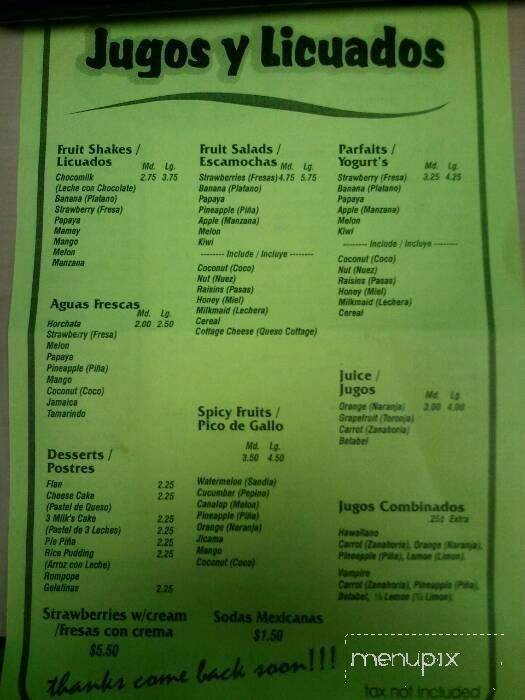 Jugos y Licuados
Fruit Shakes /
Licuados
Md. Lg.
Chocomilk 2.75 3.75
(Leche con Chocolate)
Banana (Platano)
Strawberry (Fresa)
Papaya
Mamey
Mango
Melon
Manzana
Aguas Frescas
Md. Lg.
Horchata 2.00 2.50
Strawberry (Fresa)
Melon
Papaya
Pineapple (Piña)
Mango
Coconut (Coco)
Jamaica
Tamarindo
Desserts /
Postres
Flan 2.25
Cheese Cake 2.25
(Pastel de Queso)
3 Milk's Cake 2.25
(Pastel de 3 Leches)
Pie Piña 2.25
Rice Pudding 2.25
(Arroz con Leche)
Rompope
Gelatinas 2.25
Fruit Salads /
Escamochas Md. Lg.
Strawberries (Fresas) 4.75 5.75
Banana (Platano)
Papaya
Pineapple (Piña)
Apple (Manzana)
Melon
Kiwi
-------- Include / Incluye --------
Coconut (Coco)
Nut (Nuez)
Raisins (Pasas)
Honey (Miel)
Milkmaid (Lechera)
Cereal
Cottage Cheese (Queso Cottage)
Spicy Fruits /
Pico de Gallo
Md. Lg.
3.50 4.50
Watermelon (Sandia)
Cucumber (Pepino)
Canalop (Melon)
Pineapple (Piña)
Orange (Naranja)
Jicama
Mango
Coconut (Coco)
Parfaits /
Yogurt's Md. Lg.
Strawberry (Fresa) 3.25 4.25
Banana (Platano)
Papaya
Apple (Manzana)
Melon
Kiwi
-------- Include / Incluye --------
Coconut (Coco)
Nut (Nuez)
Raisins (Pasas)
Honey (Miel)
Milkmaid (Lechera)
Cereal
Juice /
Jugos Md. Lg.
Orange (Naranja) 3.00 4.00
Grapefruit (Toronja)
Carrot (Zanahoria)
Betabel
Jugos Combinados
.25¢ Extra
Hawaiiano
Carrot (Zanahoria), Orange (Naranja),
Pineapple (Piña), Lemon (Limon).
Vampiro
Carrot (Zanahoria), Pineapple (Piña),
Betabel, ½ Lemon (½ Limon).
Strawberries w/cream
/Fresas con crema
$5.50
Sodas Mexicanas
$1.50
thanks come back soon!!!
menupix
tax not included